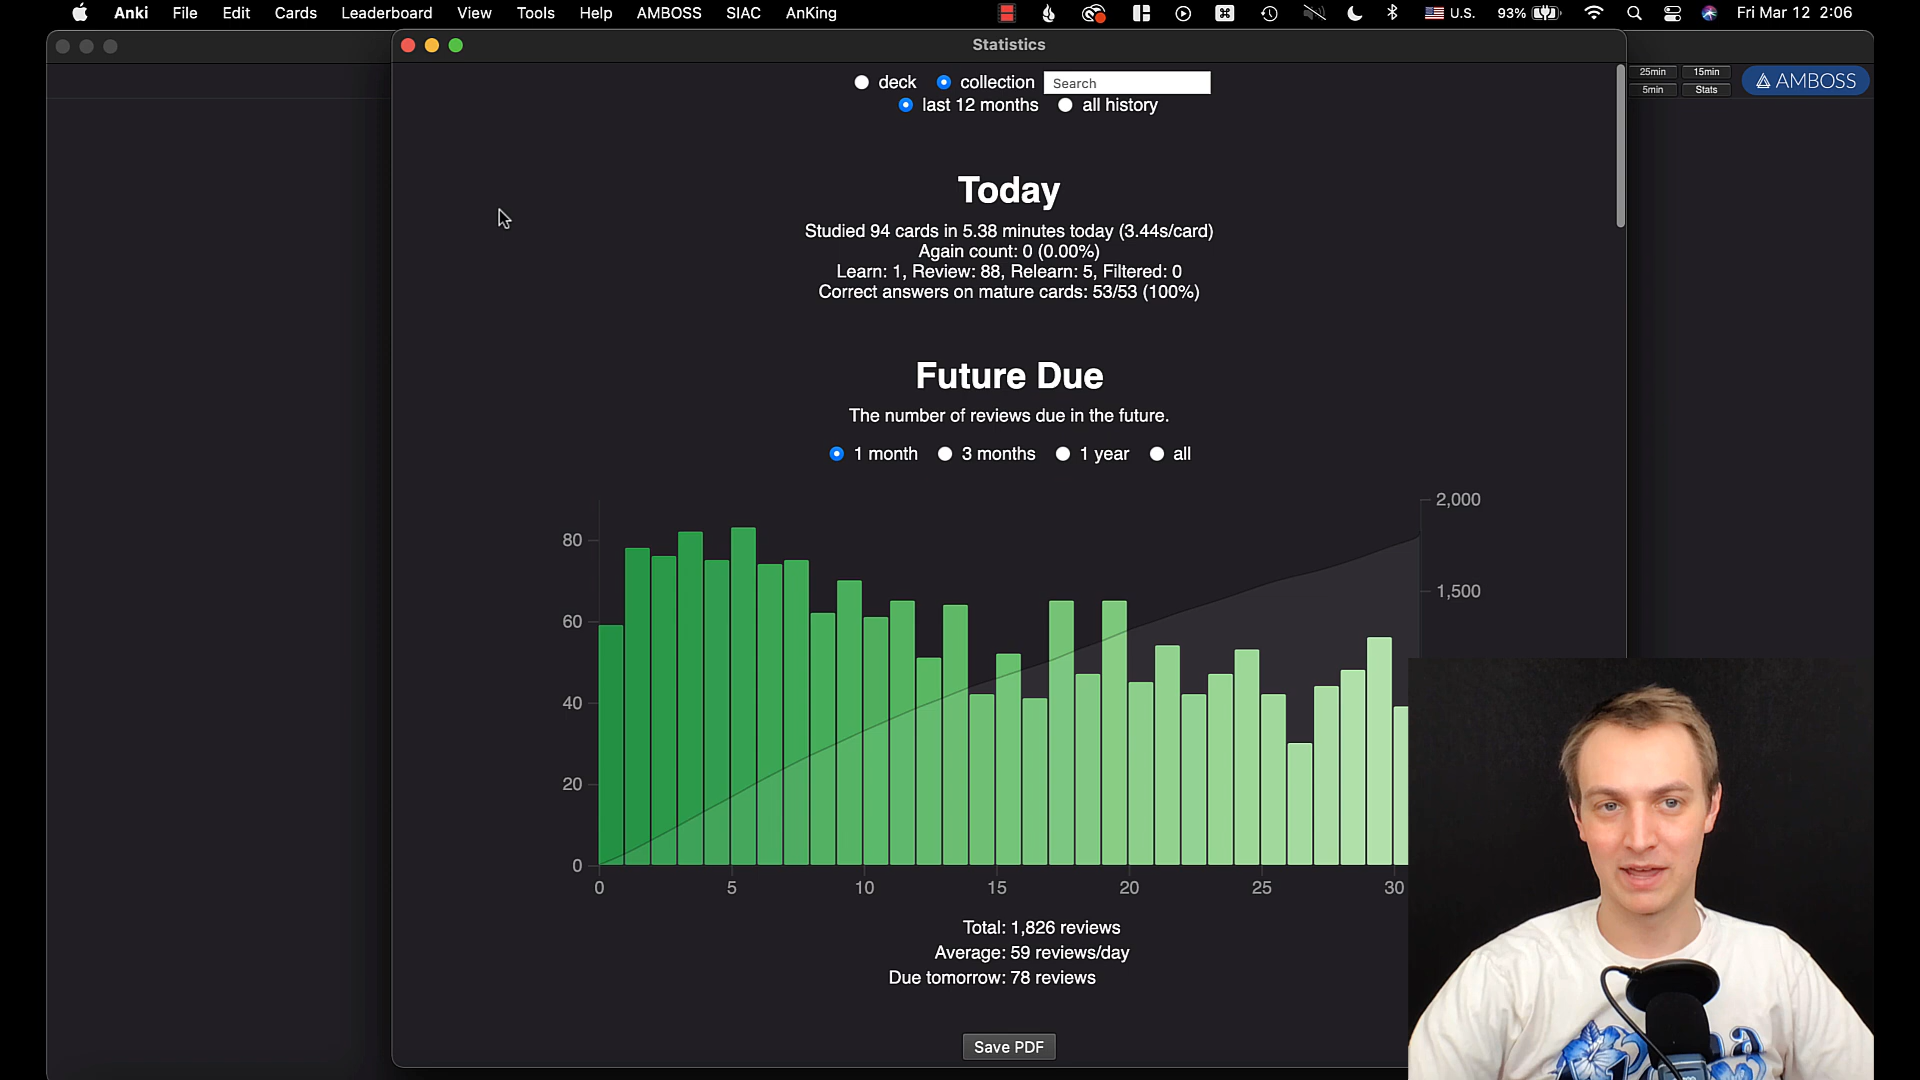 Anki File Edit Cards Leaderboard View Tools Help AMBOSS SIAC AnKing U.S. 93% Fri Mar 12 2:06
Statistics
deck collection Search
last 12 months all history
25min 15min
5min Stats
AMBOSS
Today
Studied 94 cards in 5.38 minutes today (3.44s/card)
Again count: 0 (0.00%)
Learn: 1, Review: 88, Relearn: 5, Filtered: 0
Correct answers on mature cards: 53/53 (100%)
Future Due
The number of reviews due in the future.
1 month 3 months 1 year all
2,000
80
1,500
60
40
20
0
0 5 10 15 20 25 30
Total: 1,826 reviews
Average: 59 reviews/day
Due tomorrow: 78 reviews
Save PDF